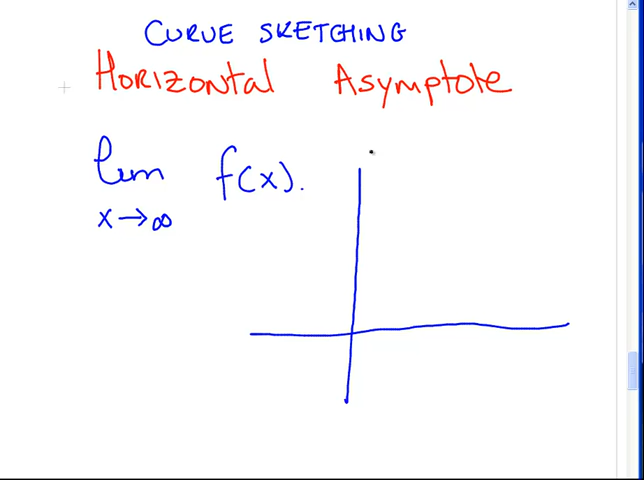 CURVE SKETCHING
Horizontal Asymptote
lim f(x).
x→∞